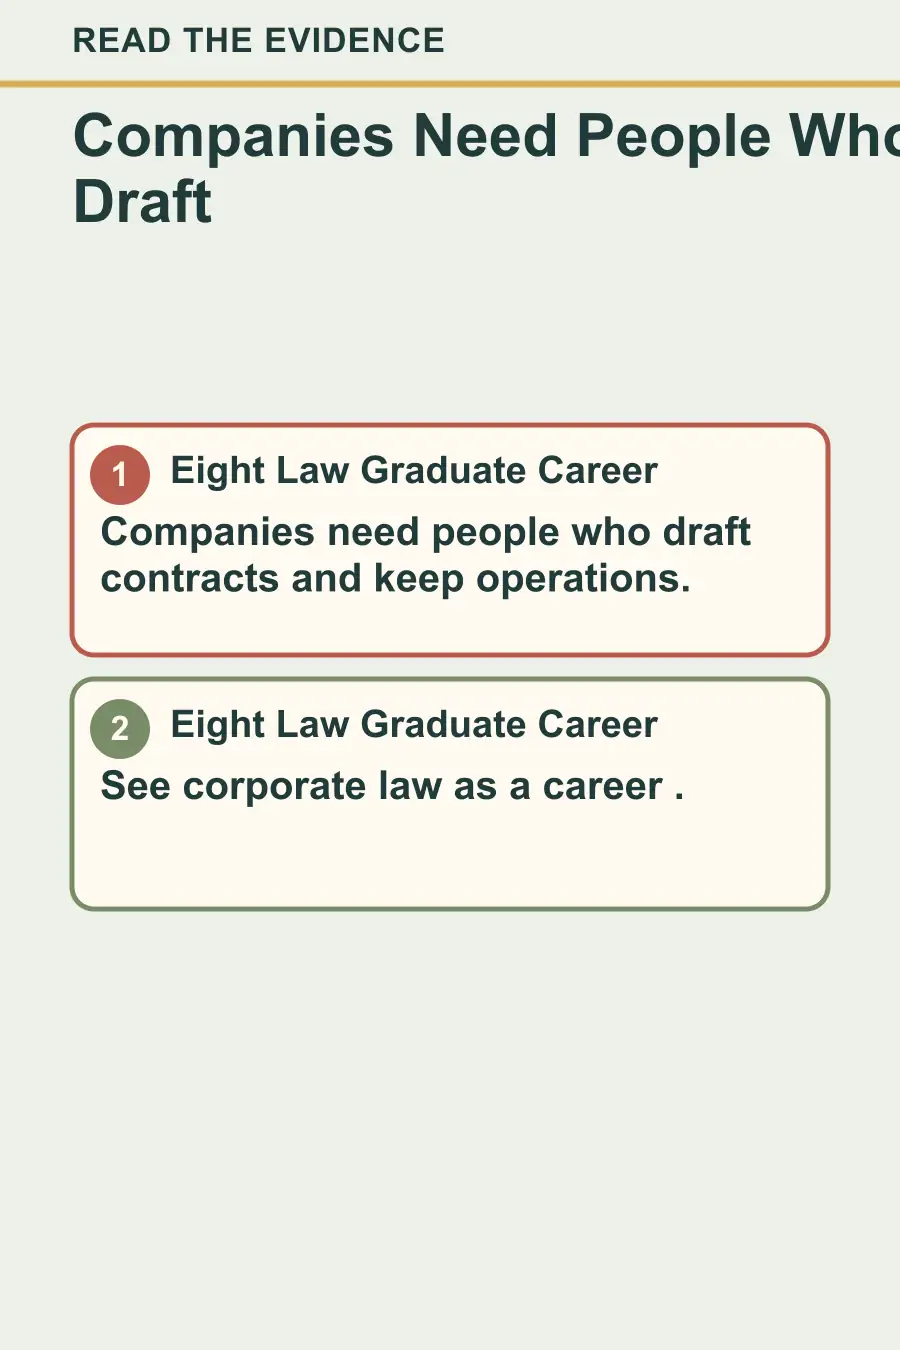 READ THE EVIDENCE
Companies Need People Who
Draft
1 Eight Law Graduate Career
Companies need people who draft
contracts and keep operations.
2 Eight Law Graduate Career
See corporate law as a career .